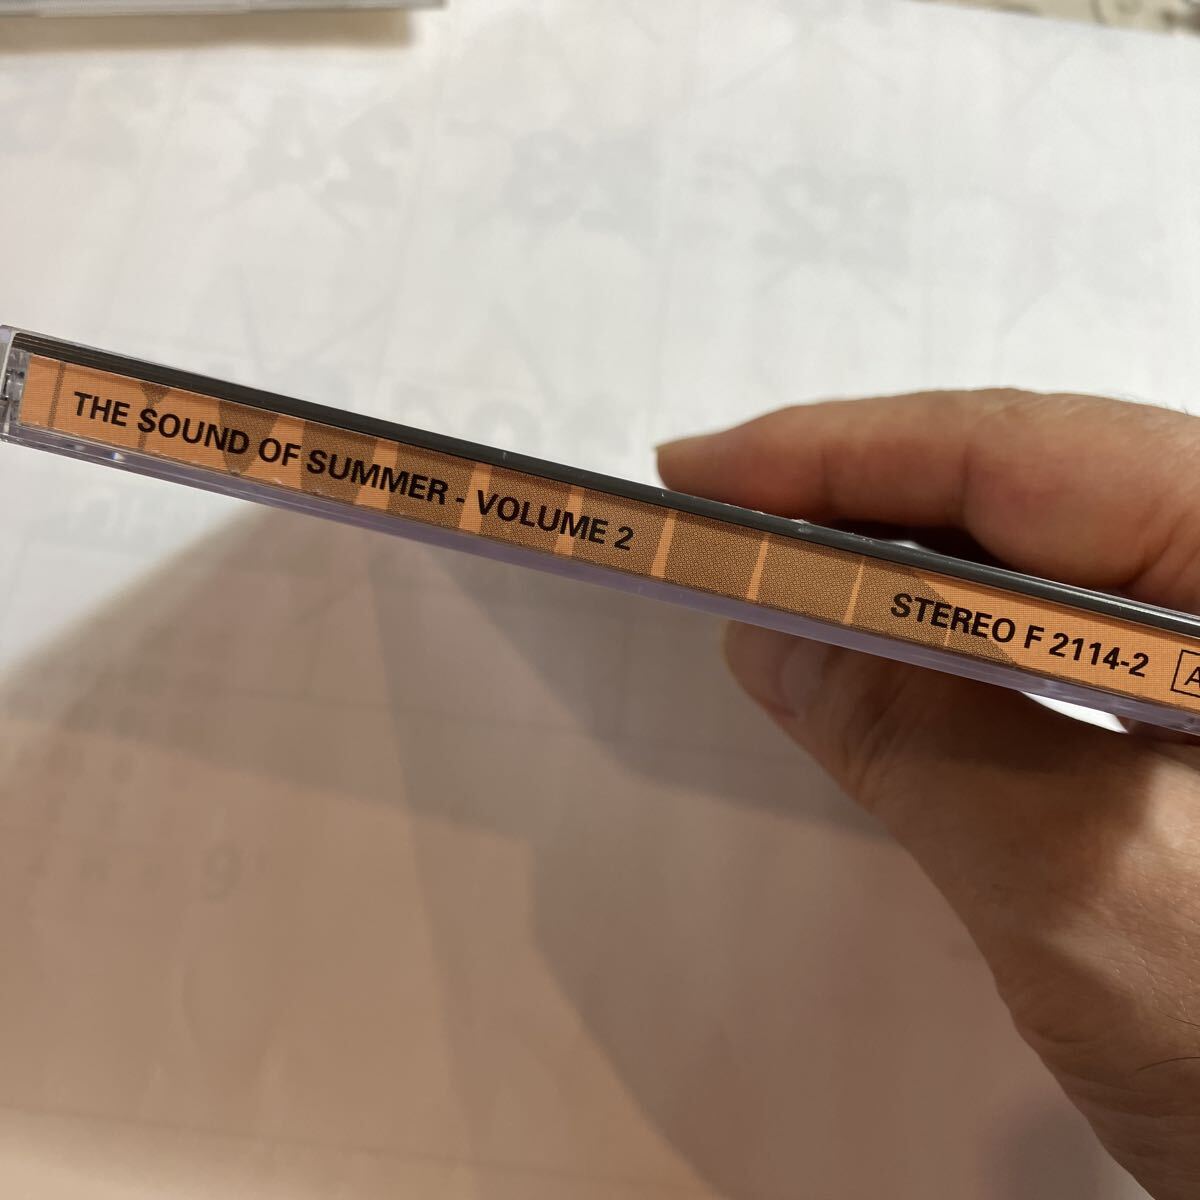 THE SOUND OF SUMMER - VOLUME 2
STEREO F 2114-2